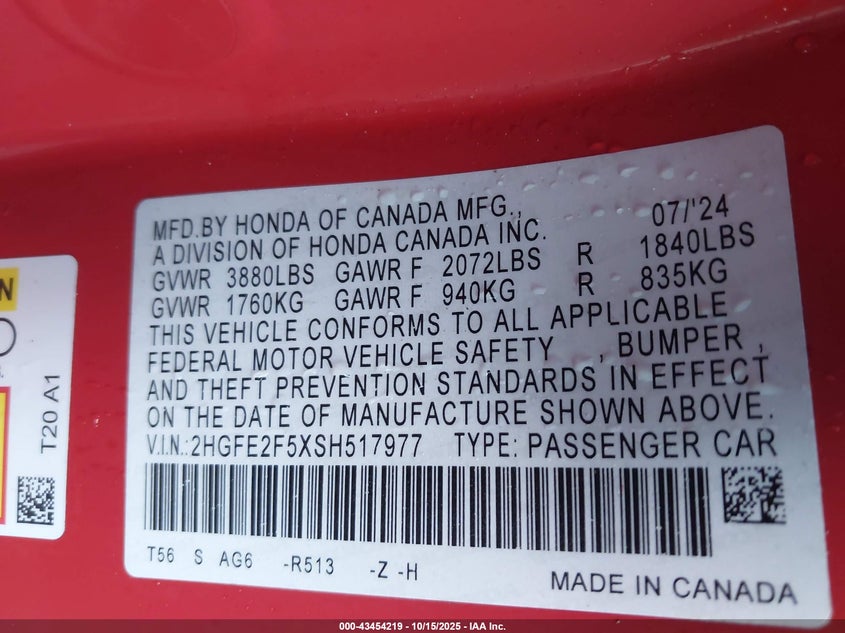 MFD.BY HONDA OF CANADA MFG., 07/'24
A DIVISION OF HONDA CANADA INC.
GVWR 3880LBS GAWR F 2072LBS R 1840LBS
GVWR 1760KG GAWR F 940KG R 835KG
THIS VEHICLE CONFORMS TO ALL APPLICABLE
FEDERAL MOTOR VEHICLE SAFETY , BUMPER ,
AND THEFT PREVENTION STANDARDS IN EFFECT
ON THE DATE OF MANUFACTURE SHOWN ABOVE.
V.I.N.:2HGFE2F5XSH517977 TYPE: PASSENGER CAR
T56 S AG6 -R513 -Z -H
MADE IN CANADA
T20 A1
000-43454219 - 10/15/2025 - IAA Inc.